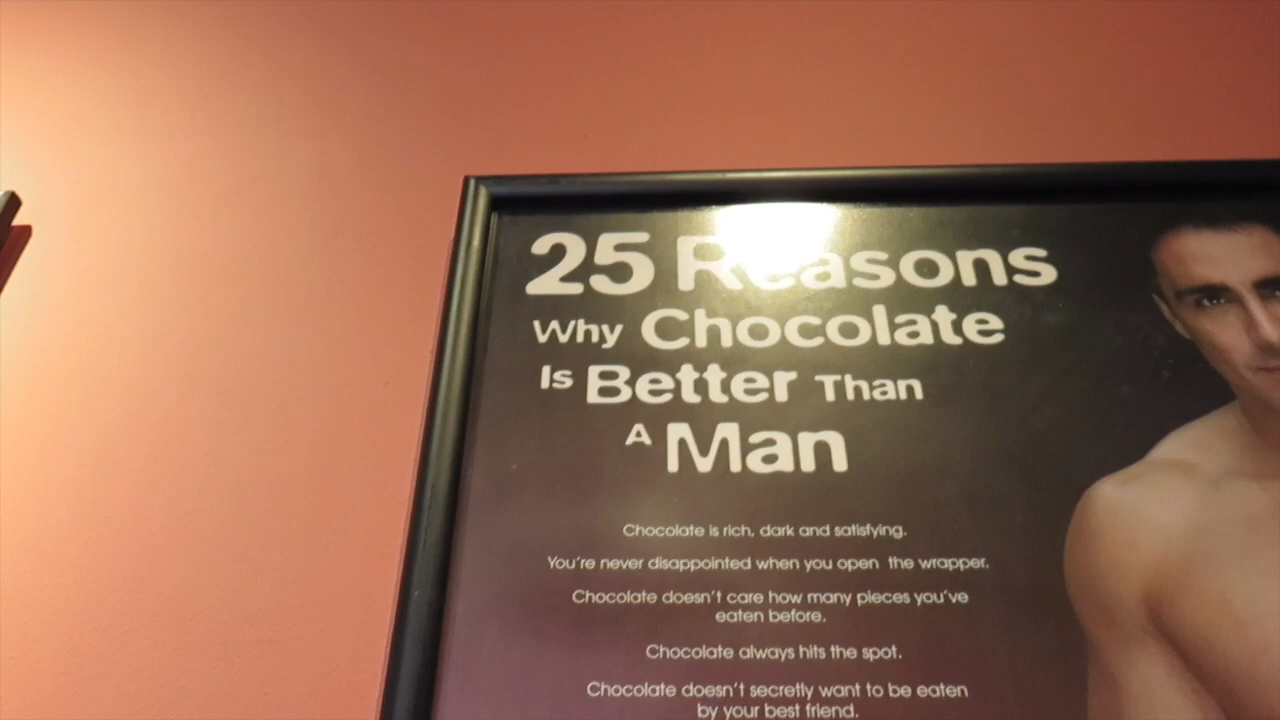 25 Reasons
Why Chocolate
Is Better Than
A Man
Chocolate is rich, dark and satisfying.
You're never disappointed when you open the wrapper.
Chocolate doesn't care how many pieces you've
eaten before.
Chocolate always hits the spot.
Chocolate doesn't secretly want to be eaten
by your best friend.